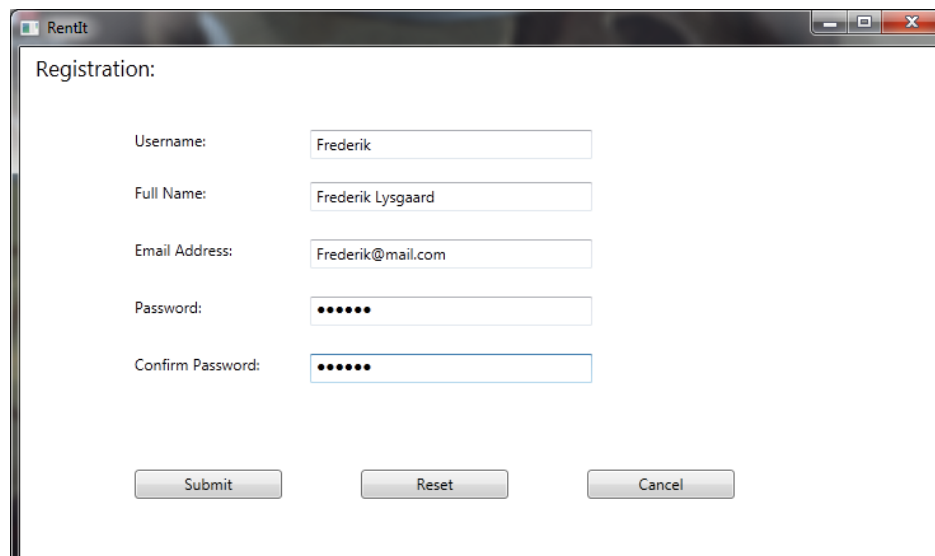 RentIt
Registration:
Username: Frederik
Full Name: Frederik Lysgaard
Email Address: Frederik@mail.com
Password: ●●●●●●
Confirm Password: ●●●●●●
Submit Reset Cancel